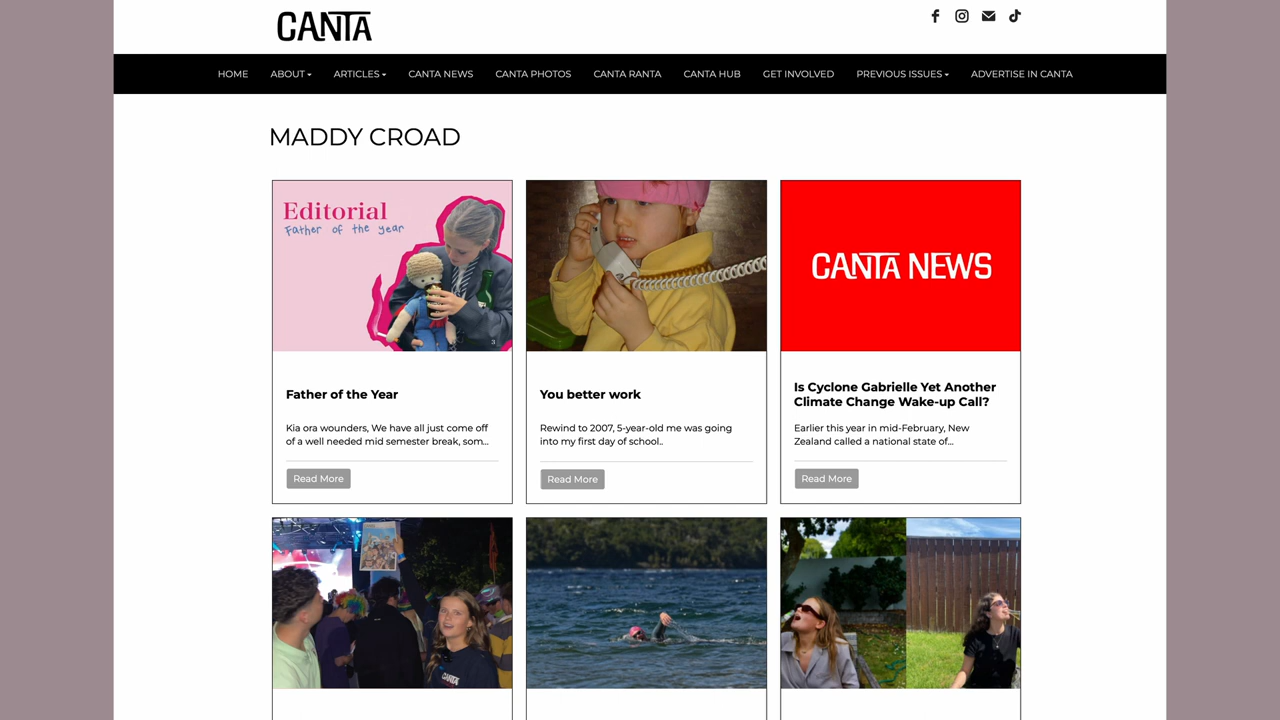 CANTA
HOME ABOUT ARTICLES CANTA NEWS CANTA PHOTOS CANTA RANTA CANTA HUB GET INVOLVED PREVIOUS ISSUES ADVERTISE IN CANTA
MADDY CROAD
Editorial
Father of the year
3
CANTA NEWS
Father of the Year
Kia ora wounders, We have all just come off
of a well needed mid semester break, som...
Read More
You better work
Rewind to 2007, 5-year-old me was going
into my first day of school..
Read More
Is Cyclone Gabrielle Yet Another
Climate Change Wake-up Call?
Earlier this year in mid-February, New
Zealand called a national state of...
Read More
CANTA